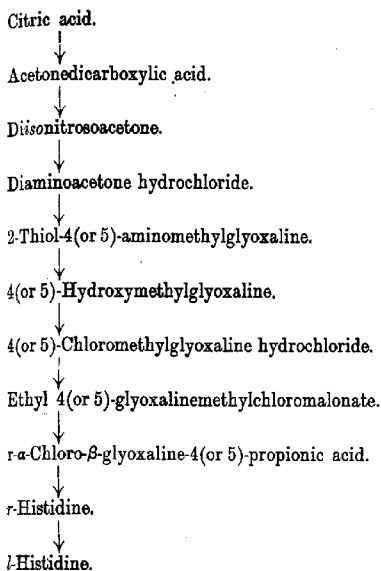 Citric acid.
Acetonedicarboxylic acid.
Diisonitrosoacetone.
Diaminoacetone hydrochloride.
2-Thiol-4(or 5)-aminomethylglyoxaline.
4(or 5)-Hydroxymethylglyoxaline.
4(or 5)-Chloromethylglyoxaline hydrochloride.
Ethyl 4(or 5)-glyoxalinemethylchloromalonate.
r-α-Chloro-β-glyoxaline-4(or 5)-propionic acid.
r-Histidine.
l-Histidine.